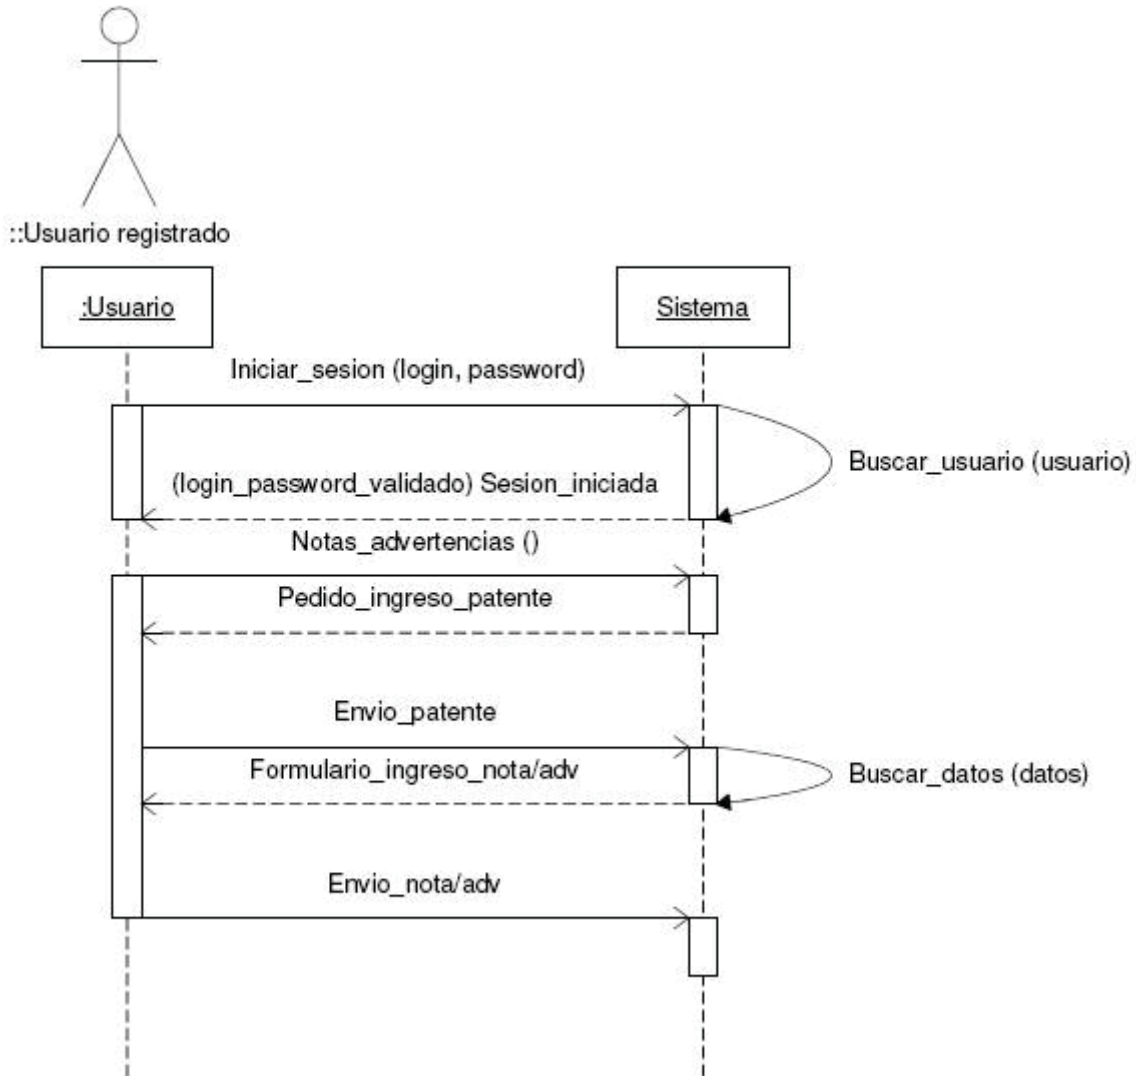 ::Usuario registrado
:Usuario
Sistema
Iniciar_sesion (login, password)
Buscar_usuario (usuario)
(login_password_validado) Sesion_iniciada
Notas_advertencias ()
Pedido_ingreso_patente
Envio_patente
Formulario_ingreso_nota/adv
Buscar_datos (datos)
Envio_nota/adv